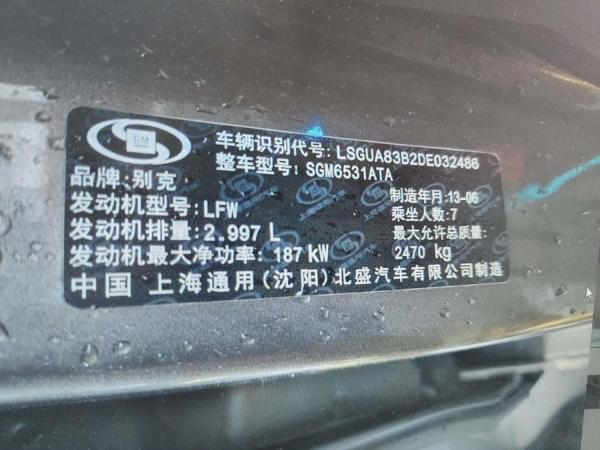 GM
车辆识别代号: LSGUA83B2DE032486
整车型号: SGM6531ATA
品牌:别克
制造年月:13-06
发动机型号:LFW
乘坐人数:7
发动机排量:2.997 L
最大允许总质量:
发动机最大净功率: 187 kW
2470 kg
中国 上海通用(沈阳)北盛汽车有限公司制造